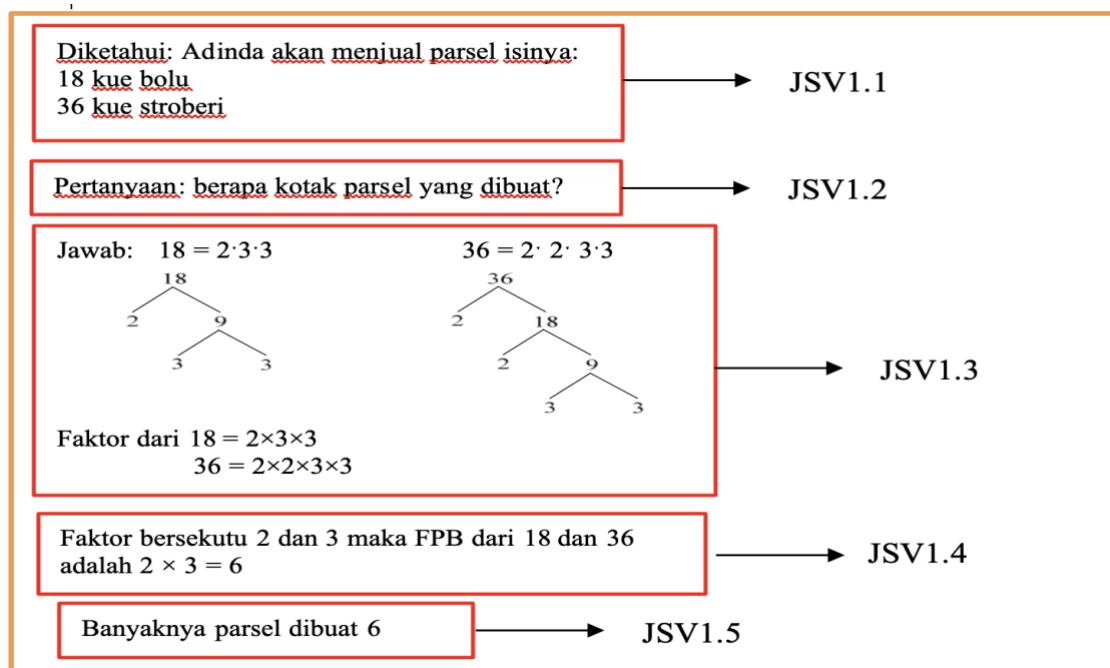 Diketahui: Adinda akan menjual parsel isinya:
18 kue bolu
36 kue stroberi
JSV1.1
Pertanyaan: berapa kotak parsel yang dibuat?
JSV1.2
Jawab: 18 = 2·3·3 36 = 2· 2· 3·3
18 36
2 9 2 18
3 3 2 9
3 3
JSV1.3
Faktor dari 18 = 2×3×3
36 = 2×2×3×3
Faktor bersekutu 2 dan 3 maka FPB dari 18 dan 36
adalah 2 × 3 = 6
JSV1.4
Banyaknya parsel dibuat 6
JSV1.5